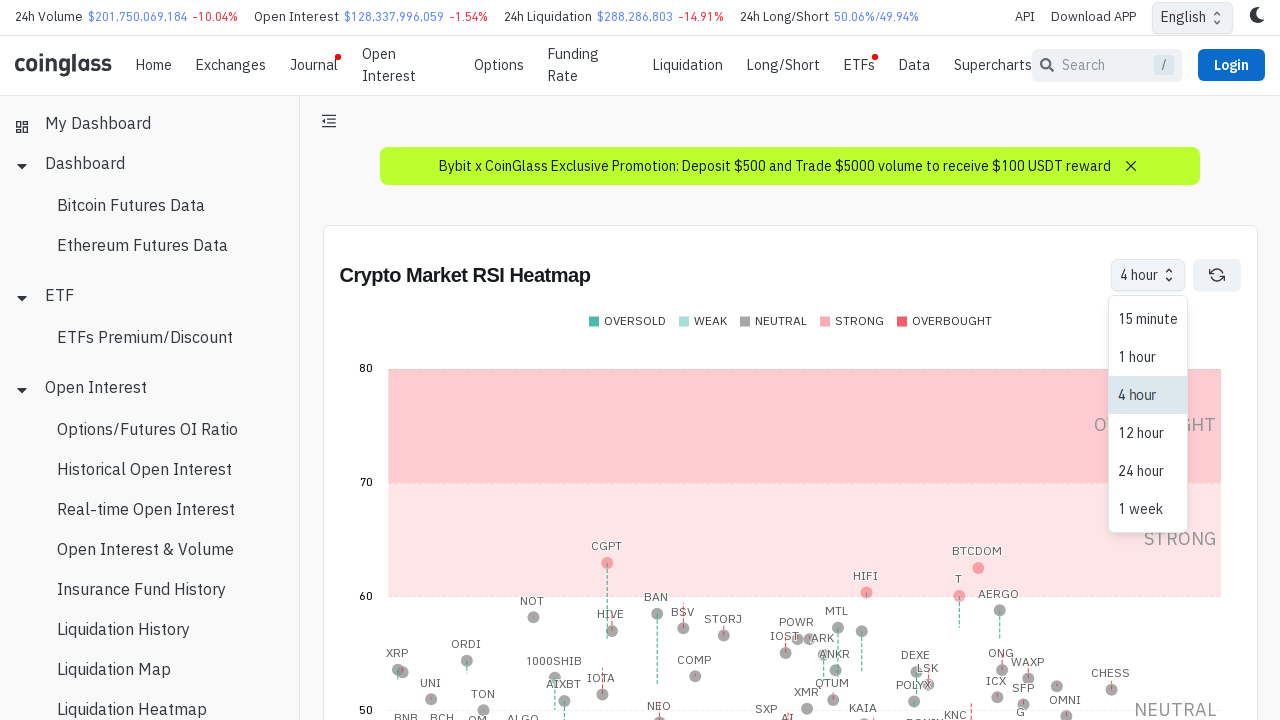 24h Volume $201,750,069,184 -10.04% Open Interest $128,337,996,059 -1.54% 24h Liquidation $288,286,803 -14.91% 24h Long/Short 50.06%/49.94% API Download APP English
coinglass Home Exchanges Journal Open Interest Options Funding Rate Liquidation Long/Short ETFs Data Supercharts Search / Login
My Dashboard
Dashboard
Bitcoin Futures Data
Ethereum Futures Data
ETF
ETFs Premium/Discount
Open Interest
Options/Futures OI Ratio
Historical Open Interest
Real-time Open Interest
Open Interest & Volume
Insurance Fund History
Liquidation History
Liquidation Map
Liquidation Heatmap
Bybit x CoinGlass Exclusive Promotion: Deposit $500 and Trade $5000 volume to receive $100 USDT reward
Crypto Market RSI Heatmap
4 hour
15 minute
1 hour
4 hour
12 hour
24 hour
1 week
OVERSOLD WEAK NEUTRAL STRONG OVERBOUGHT
80
70
STRONG
CGPT
BTCDOM
HIFI
T
60
BAN
AERGO
NOT
HIVE
BSV
STORJ
MTL
POWR
IOST
ARK
ORDI
XRP
1000SHIB
COMP
ANKR
DEXE
LSK
ONG
WAXP
CHESS
UNI
AIXBT
IOTA
QTUM
POLYX
ICX
SFP
TON
XMR
OMNI
NEO
SXP
KAIA
G
50
BNB
BCH
ALGO
AI
KNC
NEUTRAL